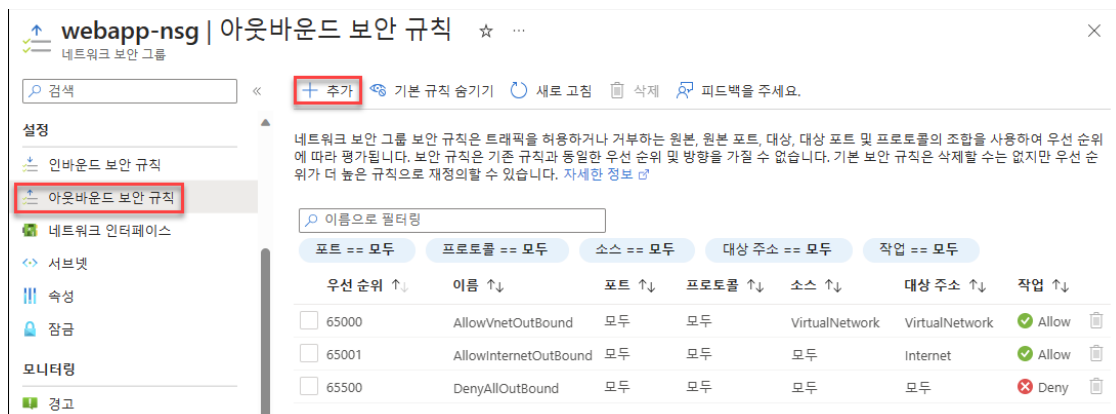 webapp-nsg | 아웃바운드 보안 규칙 ☆ ···
네트워크 보안 그룹
검색 «
추가 기본 규칙 숨기기 새로 고침 삭제 피드백을 주세요.
설정
인바운드 보안 규칙
아웃바운드 보안 규칙
네트워크 인터페이스
서브넷
속성
잠금
모니터링
경고
네트워크 보안 그룹 보안 규칙은 트래픽을 허용하거나 거부하는 원본, 원본 포트, 대상, 대상 포트 및 프로토콜의 조합을 사용하여 우선 순위
에 따라 평가됩니다. 보안 규칙은 기존 규칙과 동일한 우선 순위 및 방향을 가질 수 없습니다. 기본 보안 규칙은 삭제할 수는 없지만 우선 순
위가 더 높은 규칙으로 재정의할 수 있습니다. 자세한 정보
이름으로 필터링
포트 == 모두 프로토콜 == 모두 소스 == 모두 대상 주소 == 모두 작업 == 모두
우선 순위 ↑↓ 이름 ↑↓ 포트 ↑↓ 프로토콜 ↑↓ 소스 ↑↓ 대상 주소 ↑↓ 작업 ↑↓
65000 AllowVnetOutBound 모두 모두 VirtualNetwork VirtualNetwork Allow
65001 AllowInternetOutBound 모두 모두 모두 Internet Allow
65500 DenyAllOutBound 모두 모두 모두 모두 Deny